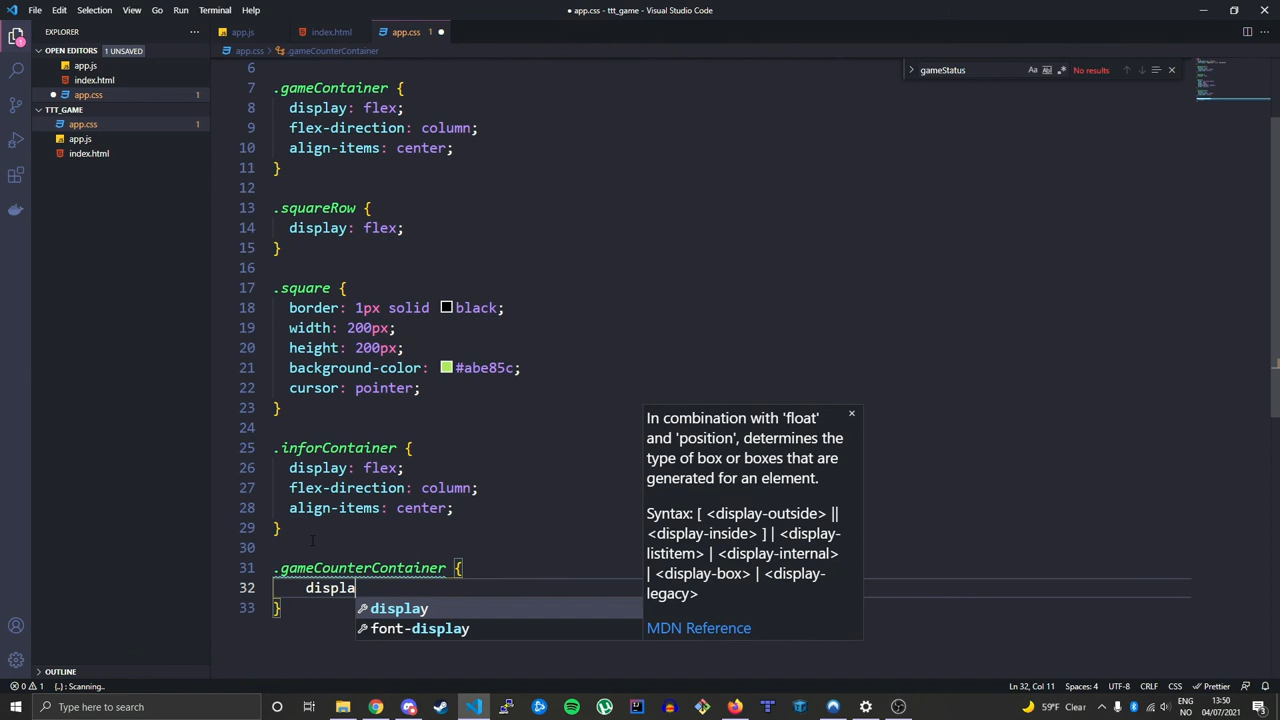 File Edit Selection View Go Run Terminal Help
● app.css - ttt_game - Visual Studio Code
EXPLORER
app.js
index.html
app.css 1
OPEN EDITORS 1 UNSAVED
app.css > .gameCounterContainer
app.js
index.html
app.css 1
TTT_GAME
app.css 1
app.js
index.html
gameStatus
Aa
No results
6
7 .gameContainer {
8 display: flex;
9 flex-direction: column;
10 align-items: center;
11 }
12
13 .squareRow {
14 display: flex;
15 }
16
17 .square {
18 border: 1px solid black;
19 width: 200px;
20 height: 200px;
21 background-color: #abe85c;
22 cursor: pointer;
23 }
24
25 .inforContainer {
26 display: flex;
27 flex-direction: column;
28 align-items: center;
29 }
30
31 .gameCounterContainer {
32 displa
33 }
display
font-display
In combination with 'float'
and 'position', determines the
type of box or boxes that are
generated for an element.
Syntax: [ <display-outside> ||
<display-inside> ] | <display-
listitem> | <display-internal>
| <display-box> | <display-
legacy>
MDN Reference
OUTLINE
0 1 {..} : Scanning..
Ln 32, Col 11 Spaces: 4 UTF-8 CRLF CSS Prettier
Type here to search
59°F Clear
ENG
NO
13:50
04/07/2021